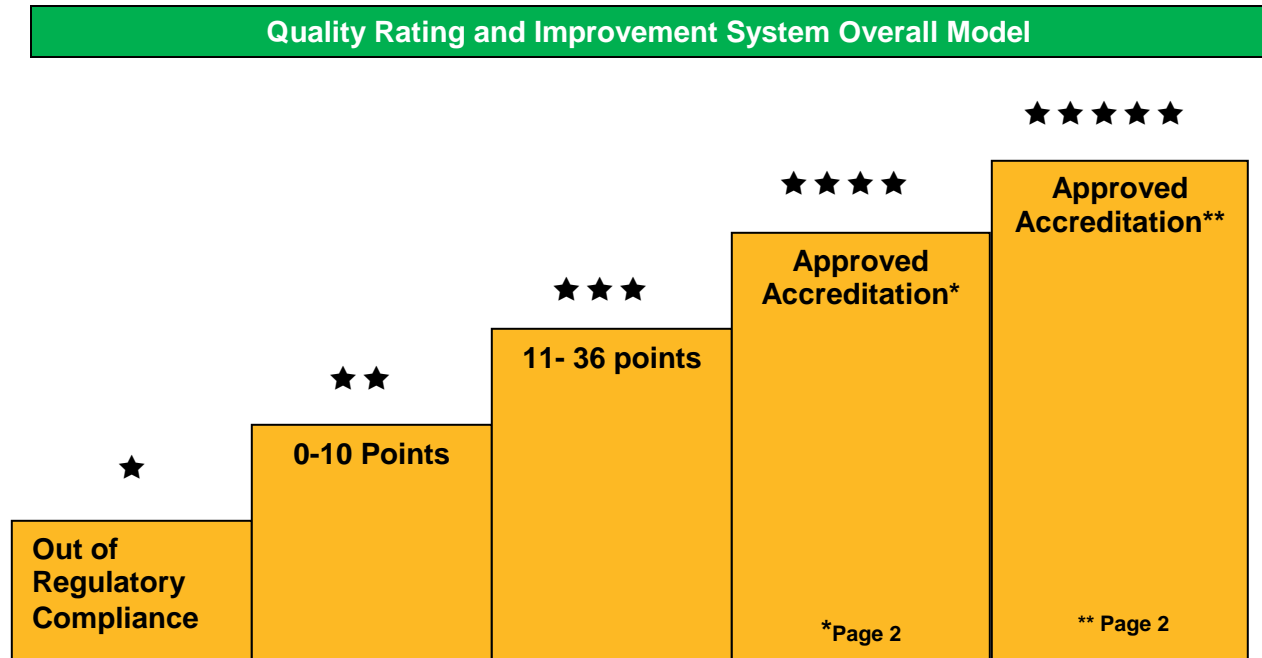 Quality Rating and Improvement System Overall Model
Out of
Regulatory
Compliance
0-10 Points
11- 36 points
Approved
Accreditation*
*Page 2
Approved
Accreditation**
** Page 2